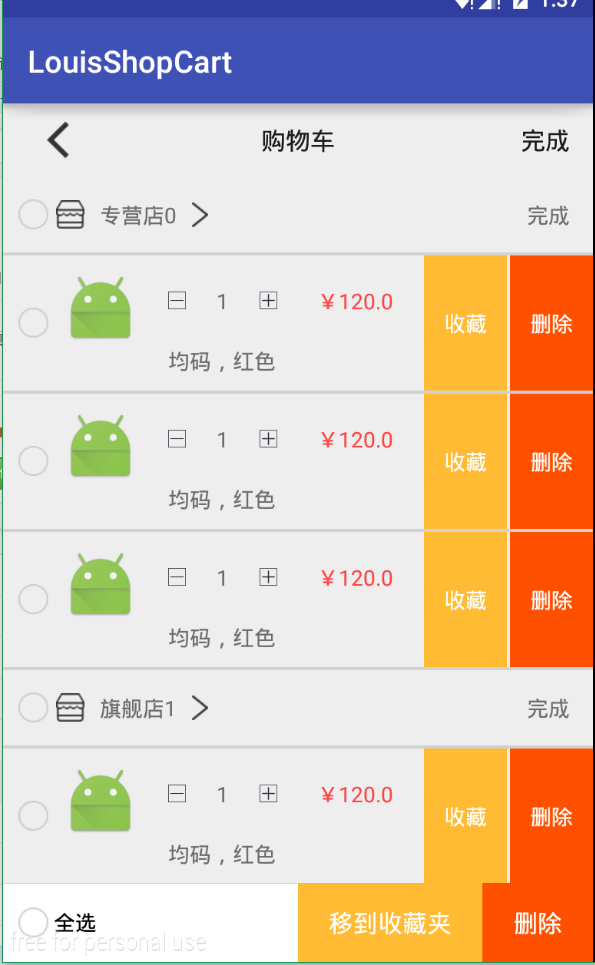 1:37
LouisShopCart
购物车 完成
专营店0 完成
1 ￥120.0
均码，红色
收藏 删除
1 ￥120.0
均码，红色
收藏 删除
1 ￥120.0
均码，红色
收藏 删除
旗舰店1 完成
1 ￥120.0
均码，红色
收藏 删除
全选 移到收藏夹 删除
free for personal use